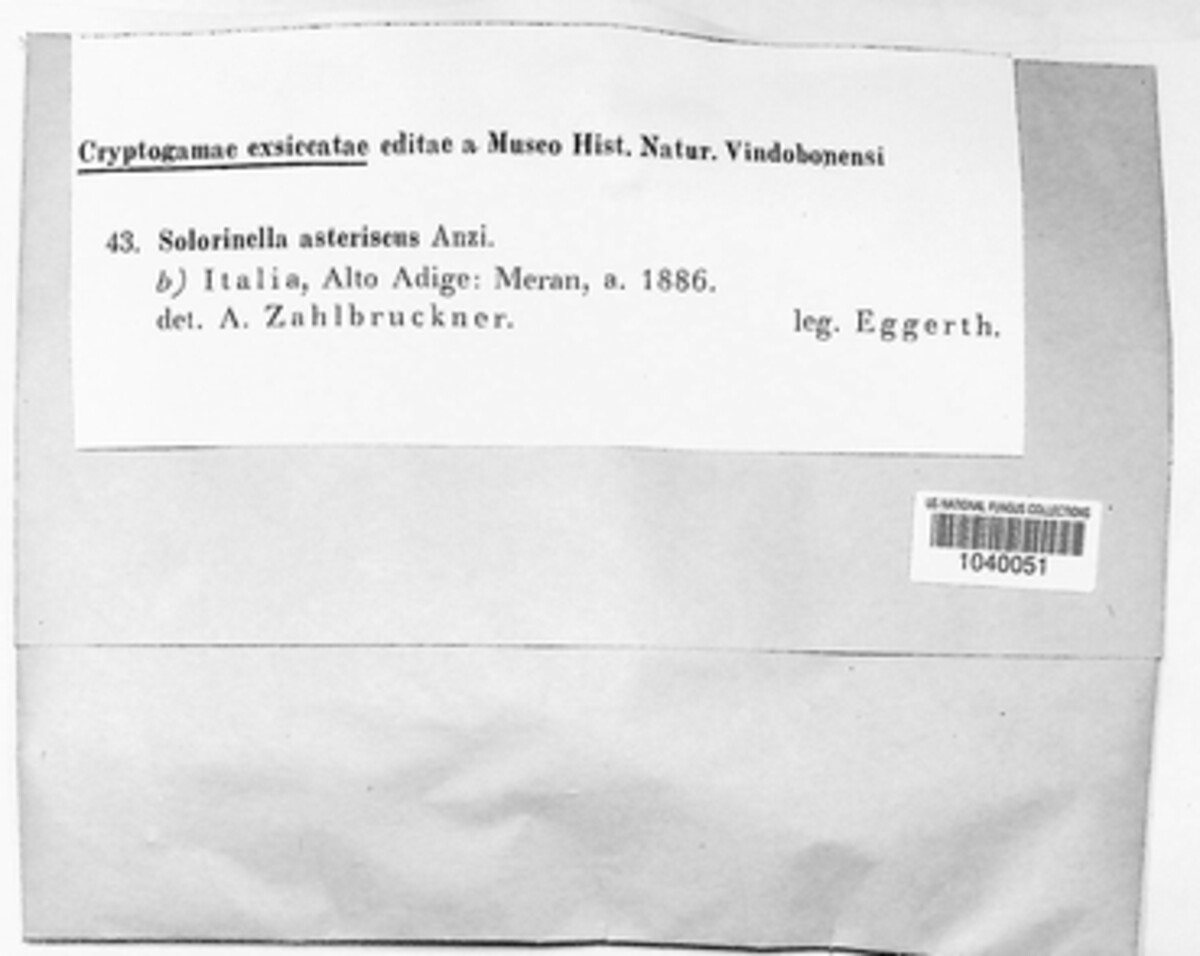 Cryptogamae exsiccatae editae a Museo Hist. Natur. Vindobonensi
43. Solorinella asteriscus Anzi.
b) Italia, Alto Adige: Meran, a. 1886.
det. A. Zahlbruckner. leg. Eggerth.
US NATIONAL FUNGUS COLLECTIONS
1040051